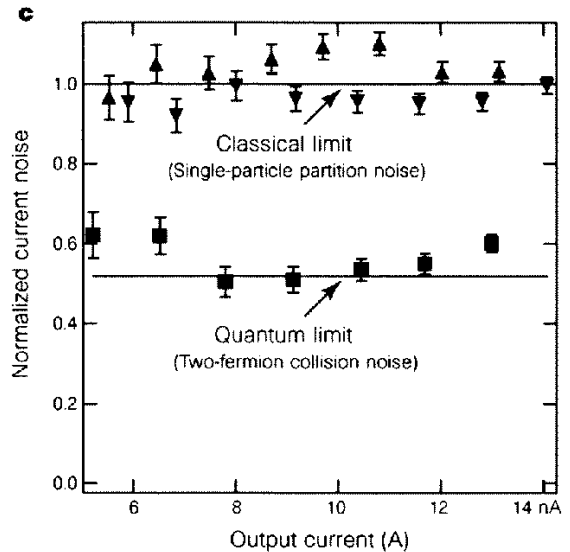 c
Normalized current noise
1.0
0.8
0.6
0.4
0.2
0.0
Classical limit
(Single-particle partition noise)
Quantum limit
(Two-fermion collision noise)
6
8
10
12
14 nA
Output current (A)